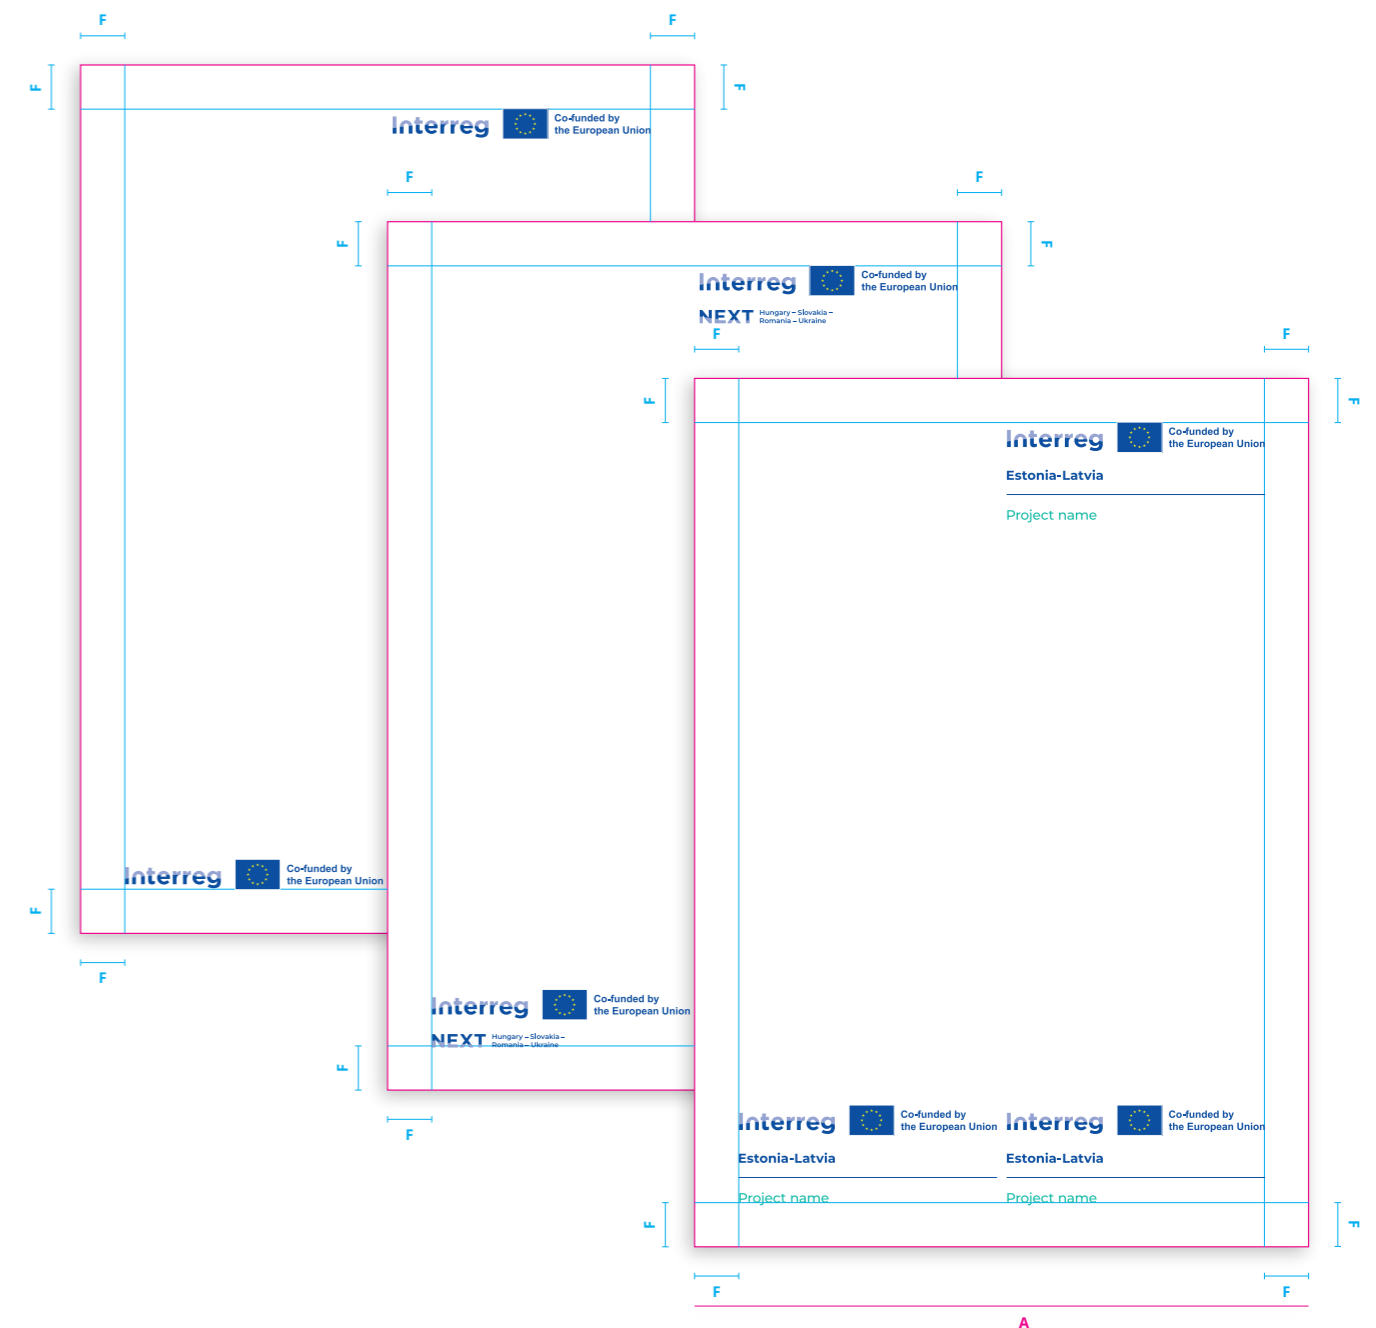 F
F
F
F
Interreg
Co-funded by
the European Union
F
F
F
F
Interreg
Co-funded by
the European Union
NEXT
Hungary – Slovakia –
Romania – Ukraine
F
F
F
F
Interreg
Co-funded by
the European Union
Estonia-Latvia
Project name
Interreg
Co-funded by
the European Union
F
F
Interreg
Co-funded by
the European Union
NEXT
Hungary – Slovakia –
Romania – Ukraine
F
F
Interreg
Co-funded by
the European Union
Estonia-Latvia
Project name
Interreg
Co-funded by
the European Union
Estonia-Latvia
Project name
F
F
F
F
A